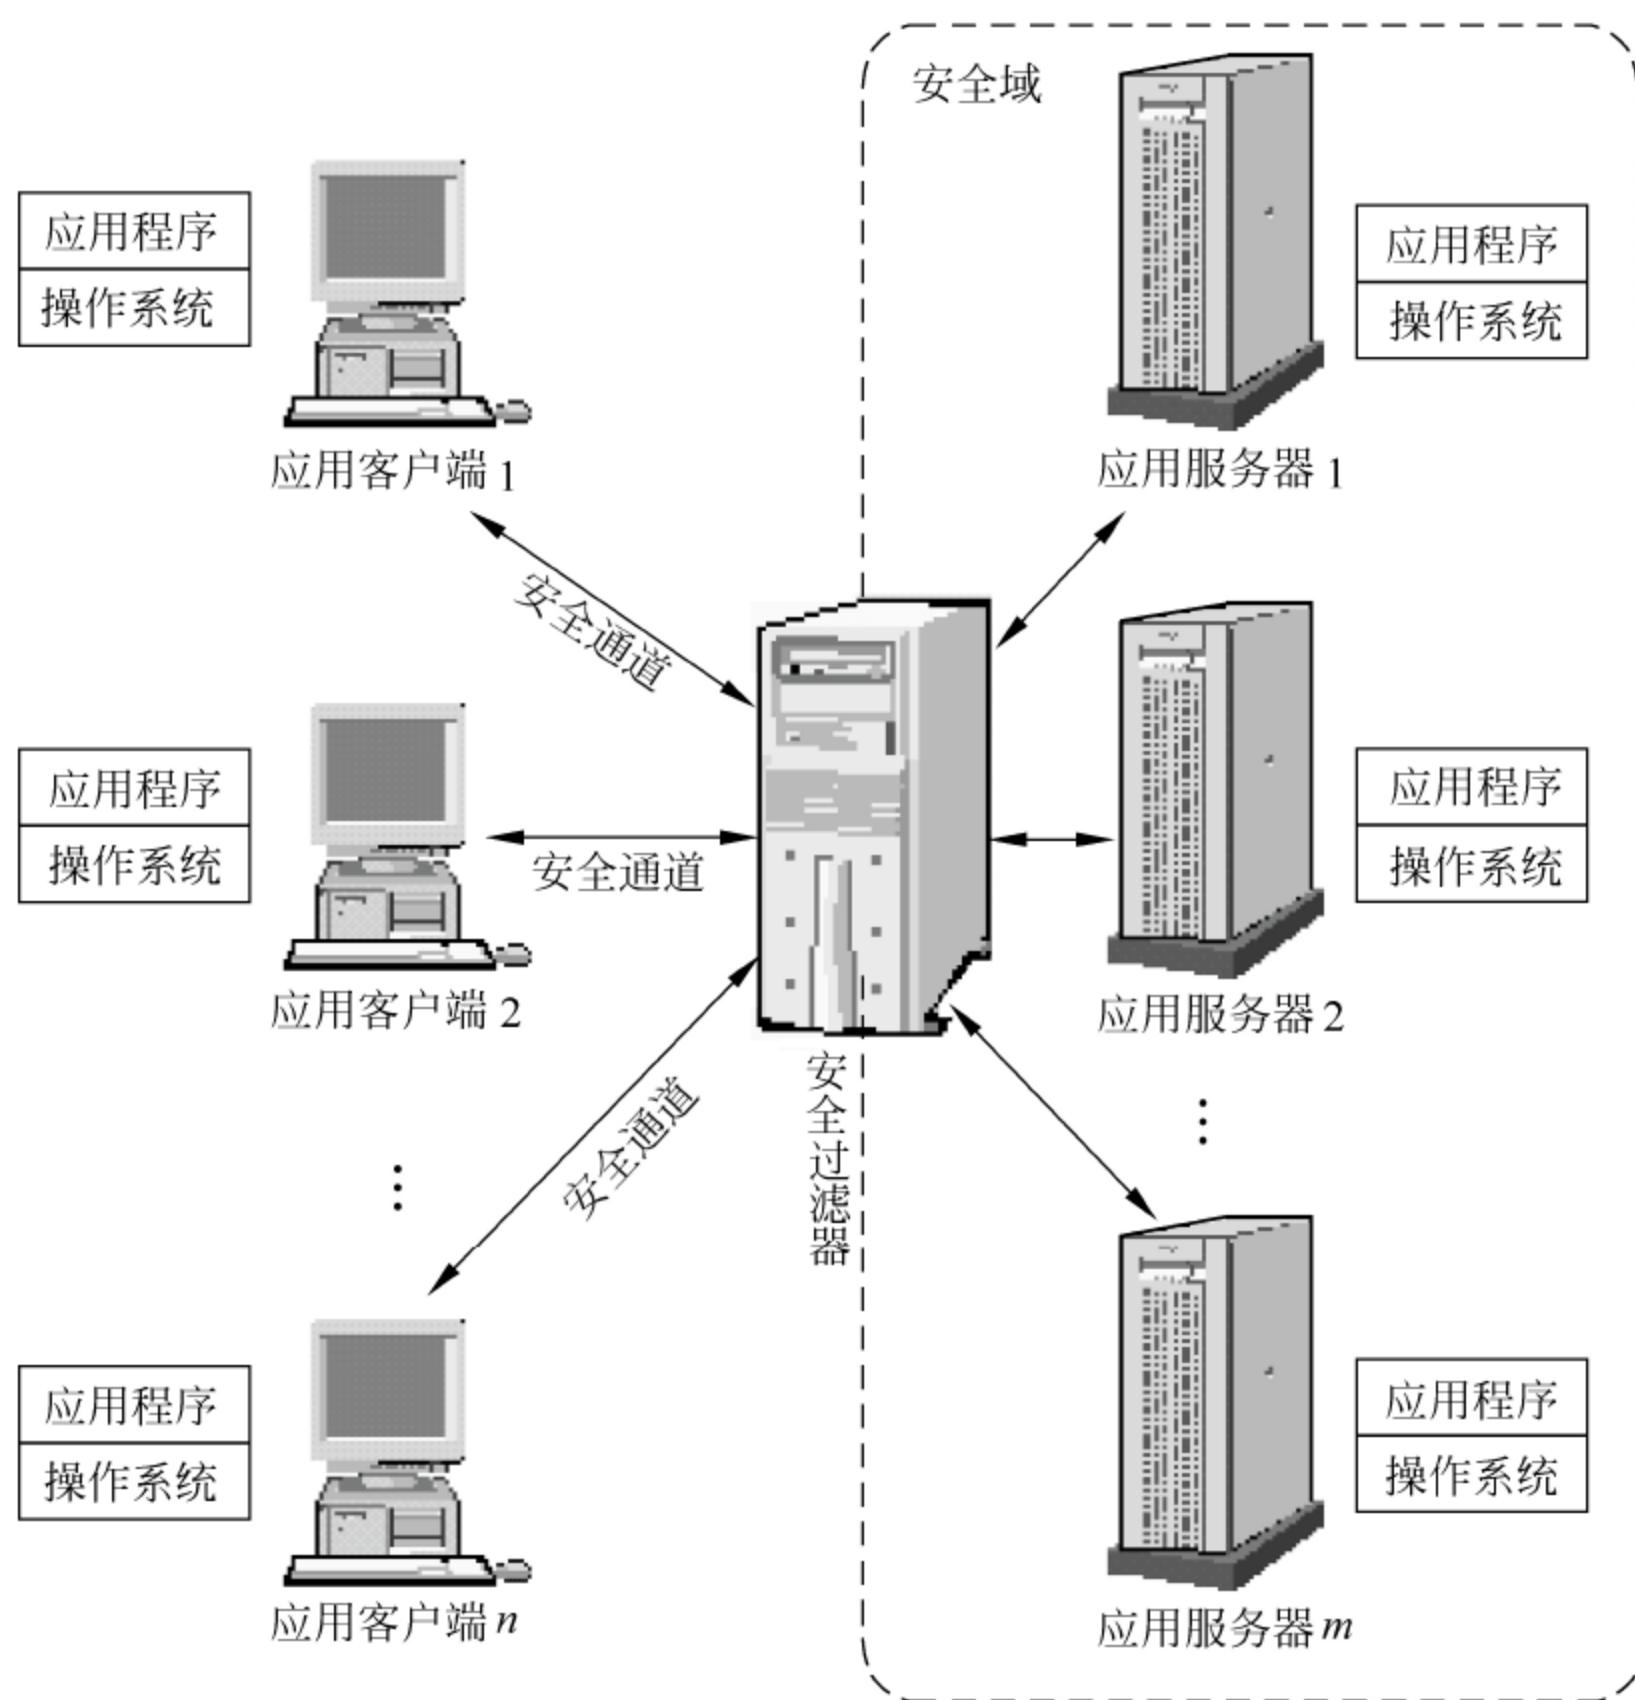 安全域
应用程序
操作系统
应用客户端1
应用程序
操作系统
应用服务器1
安全通道
应用程序
操作系统
应用客户端2
安全通道
应用程序
操作系统
应用服务器2
安全通道
安全过滤器
应用程序
操作系统
应用客户端n
应用程序
操作系统
应用服务器m